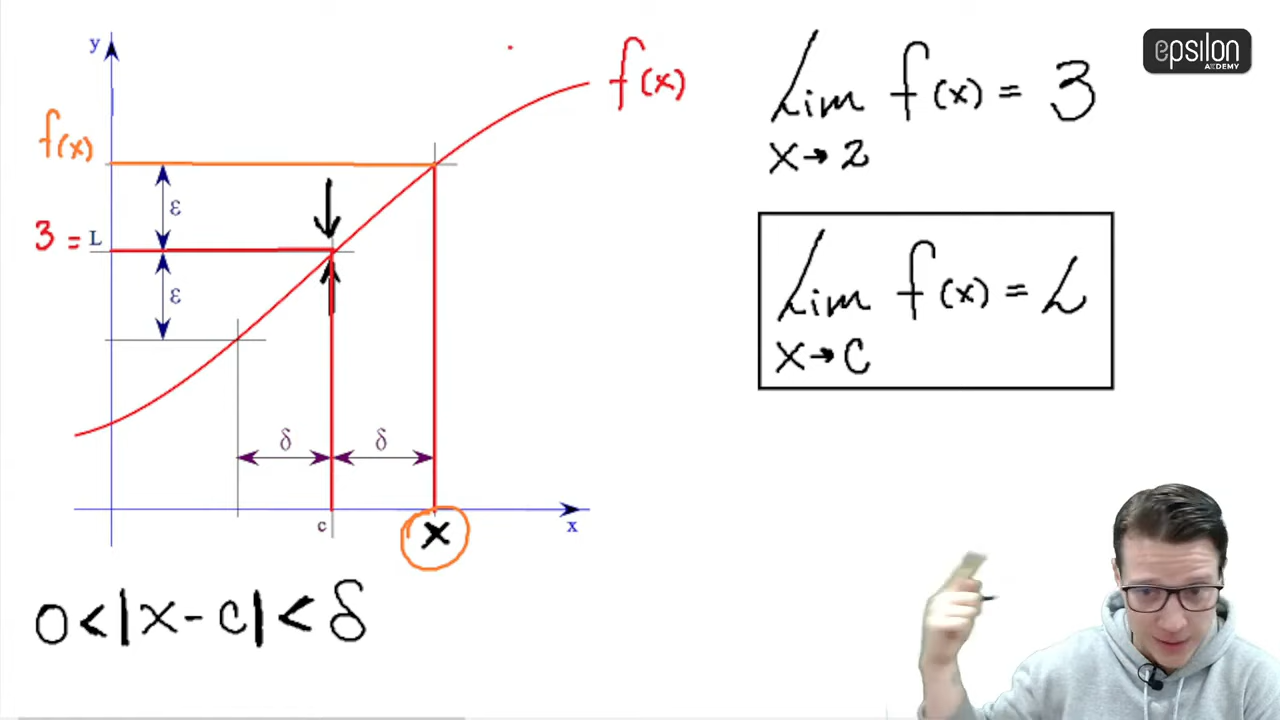 epsilon
ACADEMY
y
f(x)
f(x)
Lim f(x) = 3
x→2
ε
3 = L
ε
Lim f(x) = L
x→c
δ
δ
c
x
x
0<|x-c|<δ